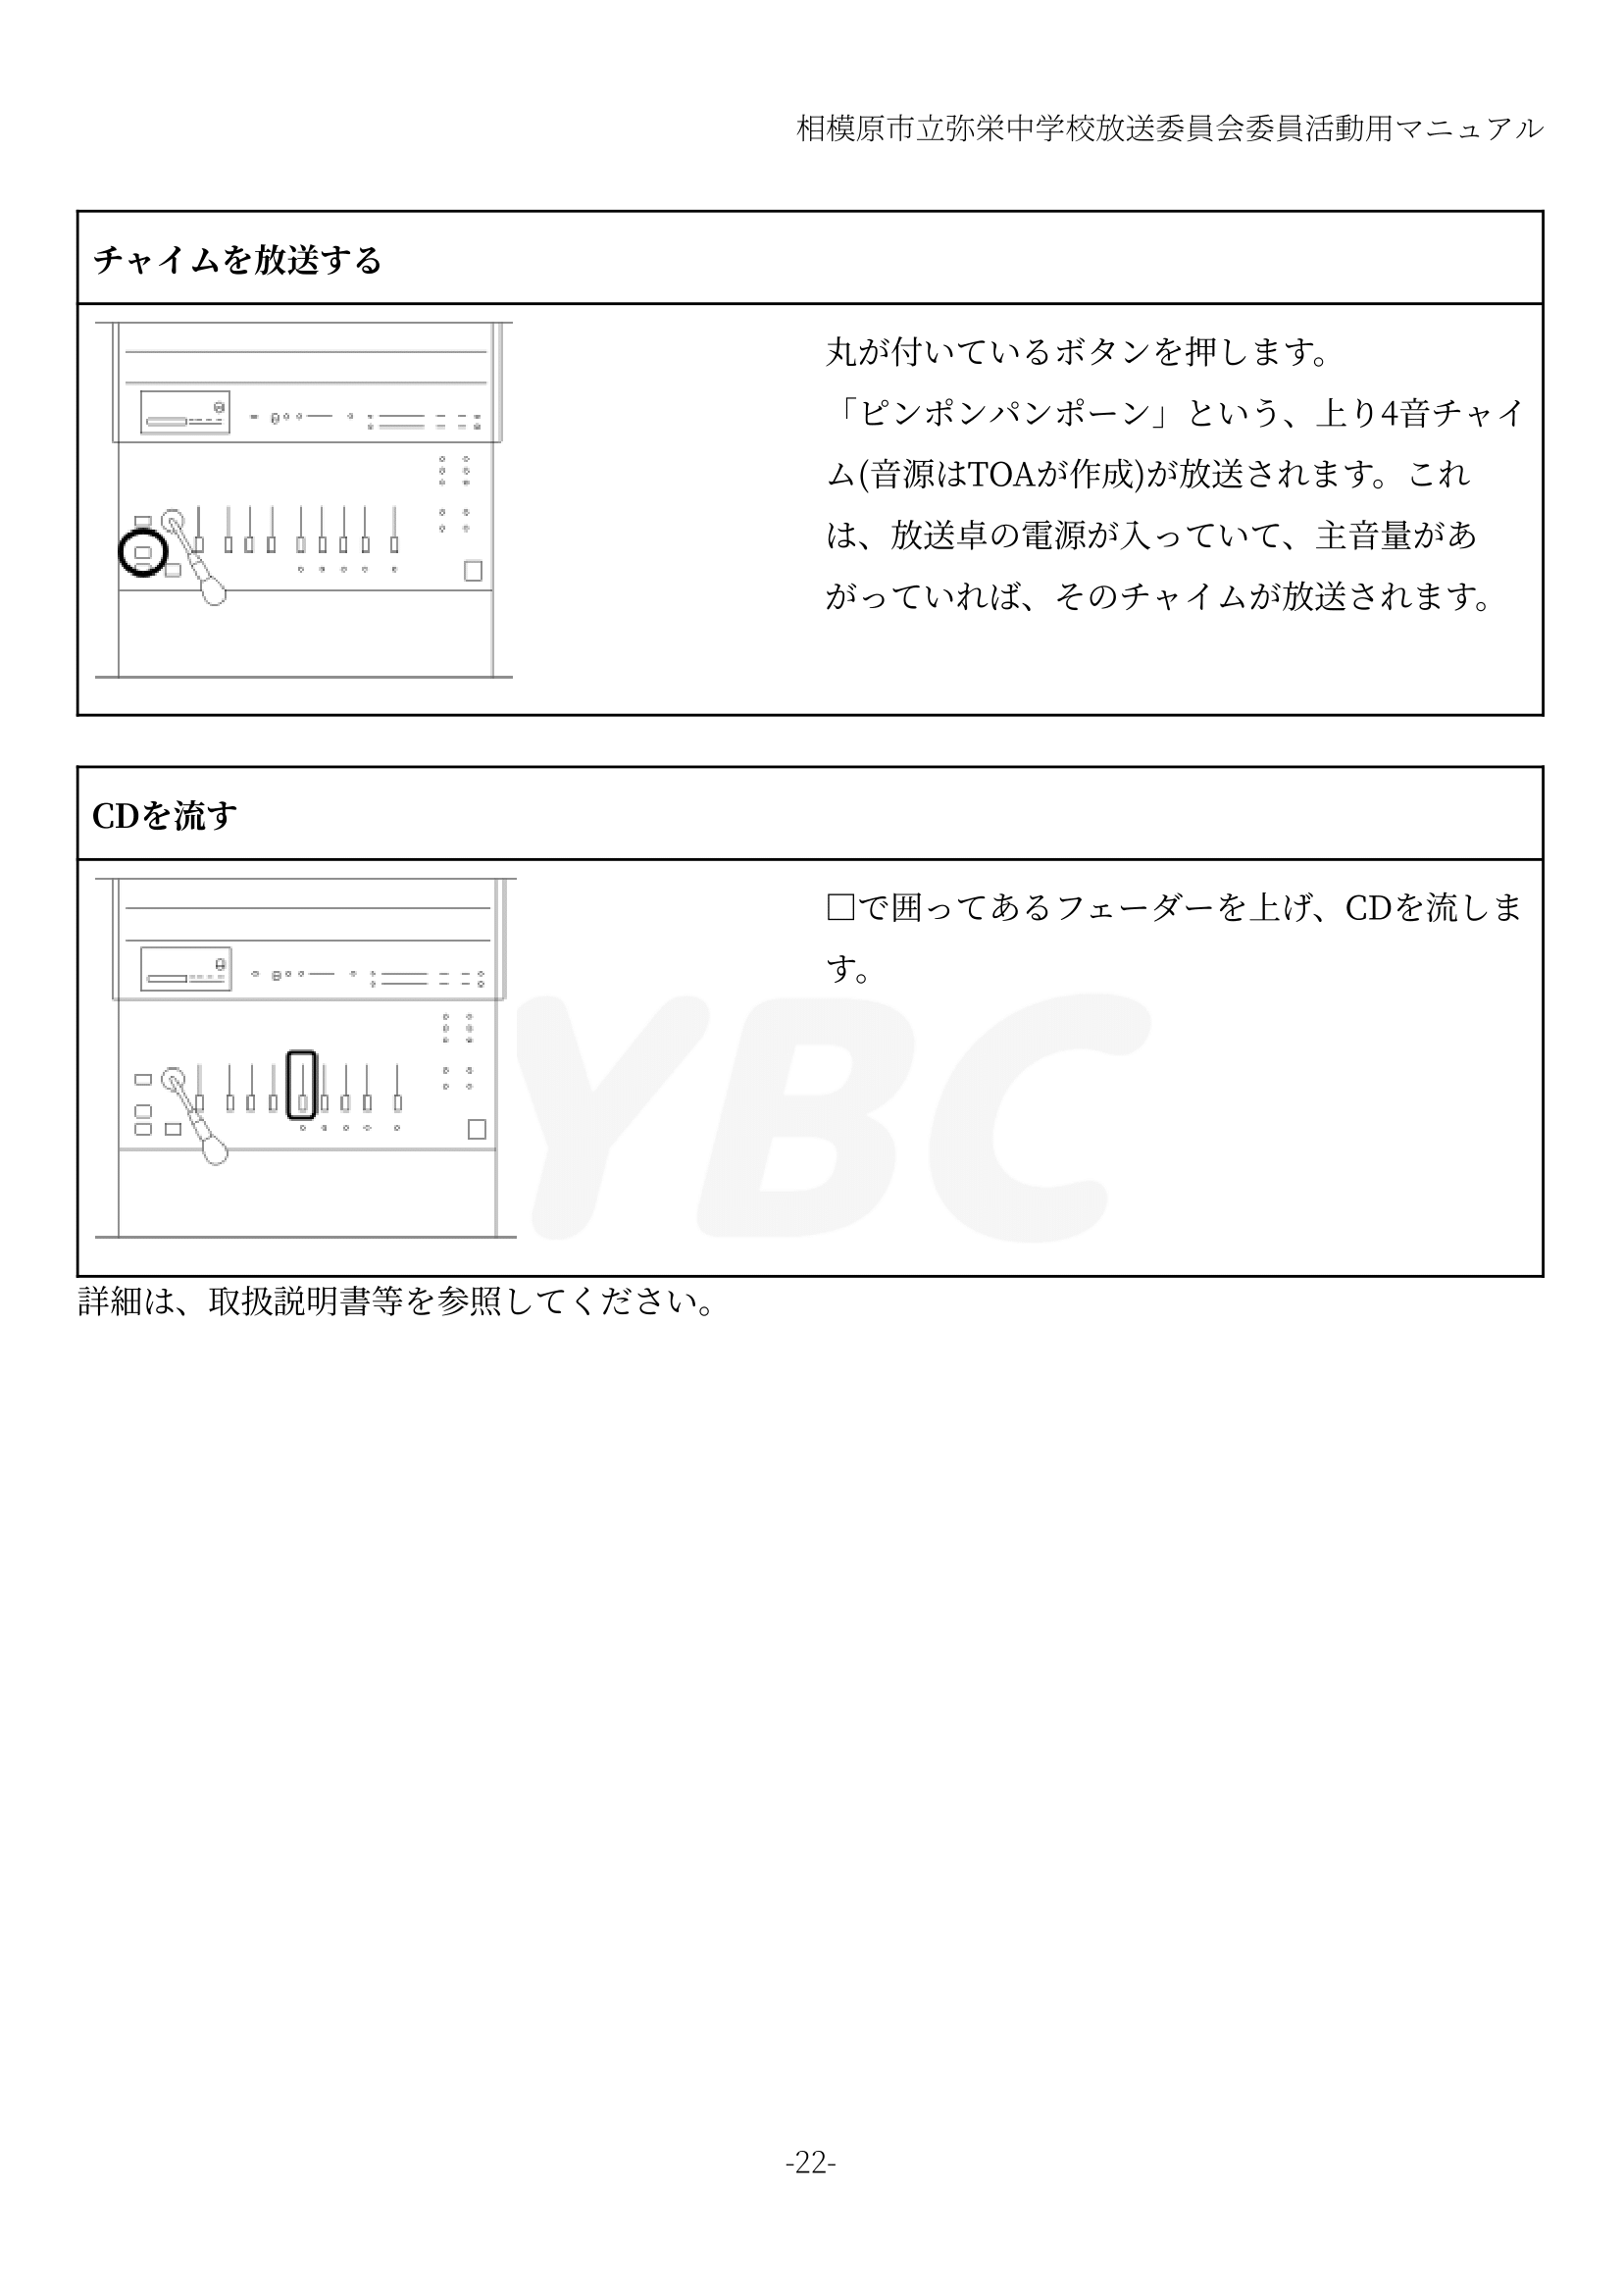 相模原市立弥栄中学校放送委員会委員活動用マニュアル
チャイムを放送する
丸が付いているボタンを押します。
「ピンポンパンポーン」という、上り4音チャイ
ム(音源はTOAが作成)が放送されます。これ
は、放送卓の電源が入っていて、主音量があ
がっていれば、そのチャイムが放送されます。
CDを流す
□で囲ってあるフェーダーを上げ、CDを流しま
す。
YBC
詳細は、取扱説明書等を参照してください。
-22-